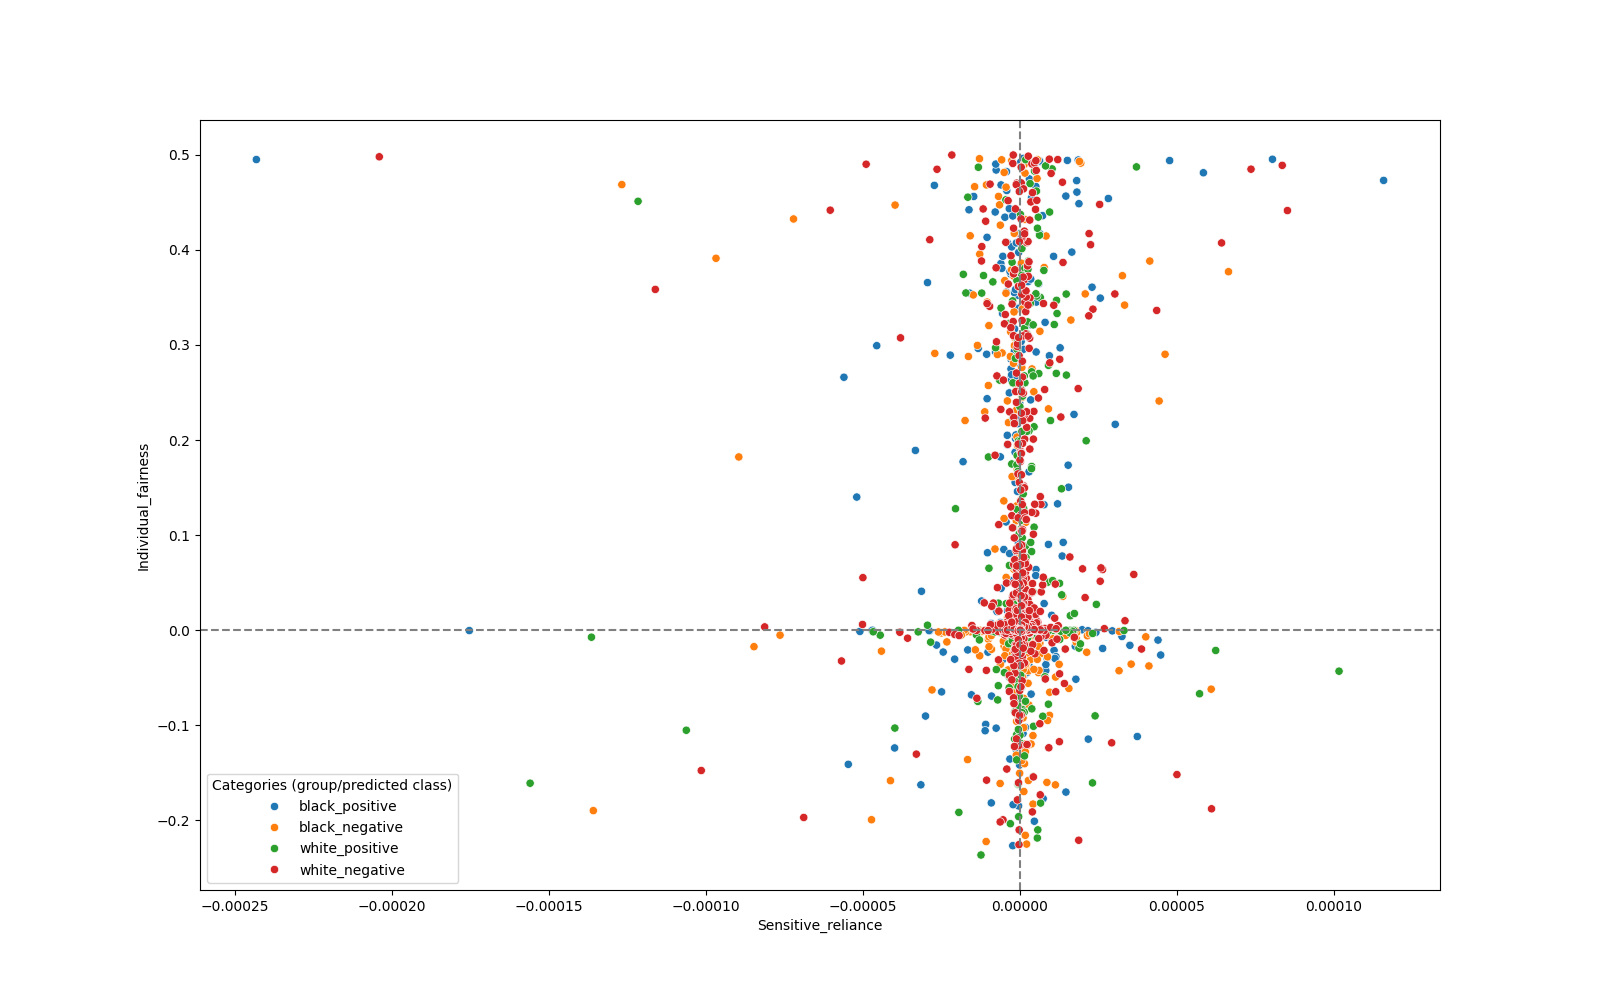 0.5
0.4
0.3
0.2
0.1
0.0
−0.1
−0.2
Individual_fairness
Categories (group/predicted class)
black_positive
black_negative
white_positive
white_negative
−0.00025 −0.00020 −0.00015 −0.00010 −0.00005 0.00000 0.00005 0.00010
Sensitive_reliance